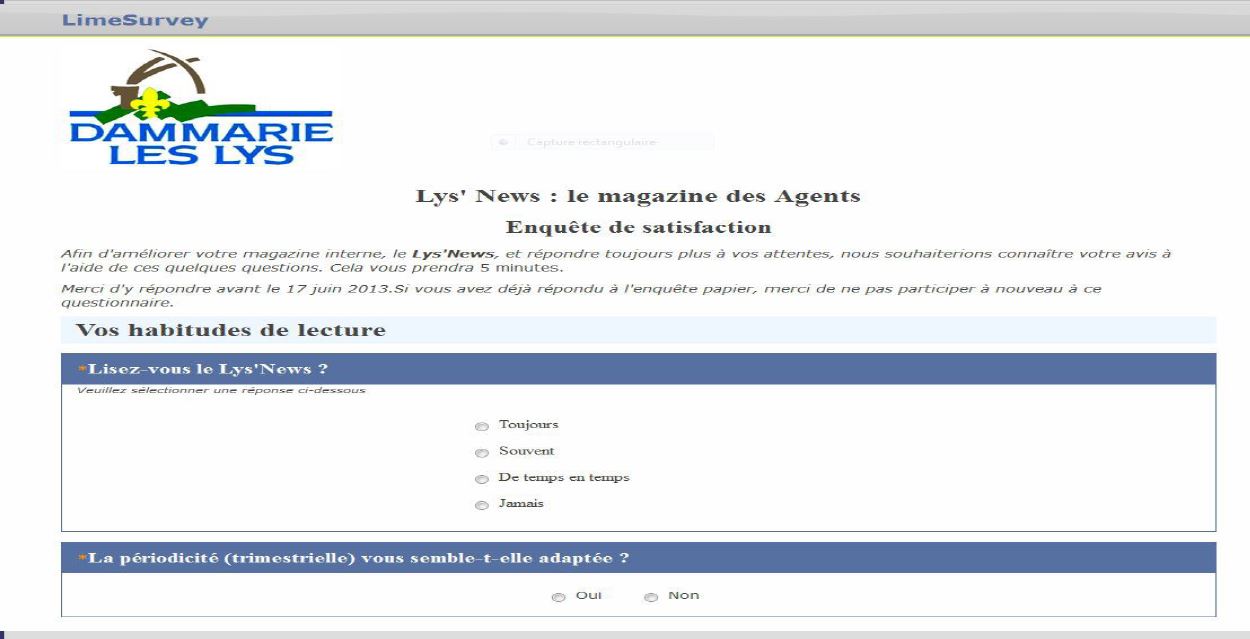 LimeSurvey
DAMMARIE
LES LYS
Capture rectangulaire
Lys' News : le magazine des Agents
Enquête de satisfaction
Afin d'améliorer votre magazine interne, le Lys'News, et répondre toujours plus à vos attentes, nous souhaiterions connaître votre avis à
l'aide de ces quelques questions. Cela vous prendra 5 minutes.
Merci d'y répondre avant le 17 juin 2013.Si vous avez déjà répondu à l'enquête papier, merci de ne pas participer à nouveau à ce
questionnaire.
Vos habitudes de lecture
*Lisez-vous le Lys'News ?
Veuillez sélectionner une réponse ci-dessous
Toujours
Souvent
De temps en temps
Jamais
*La périodicité (trimestrielle) vous semble-t-elle adaptée ?
Oui Non